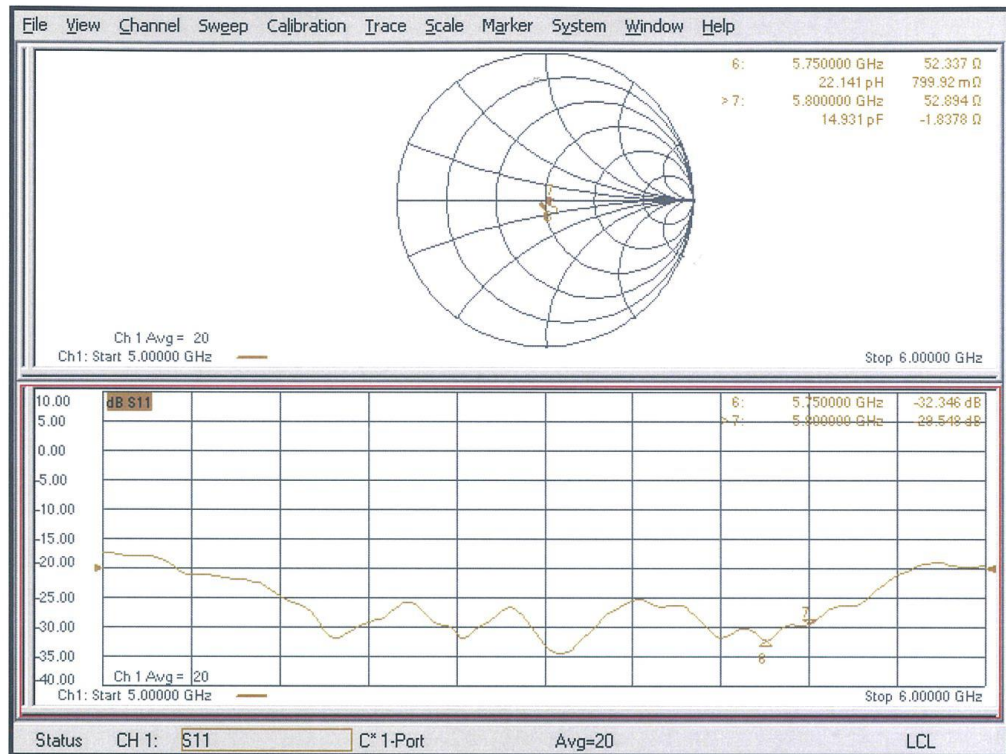 File View Channel Sweep Calibration Trace Scale Marker System Window Help
6: 5.750000 GHz 52.337 Ω
22.141 pH 799.92 mΩ
> 7: 5.800000 GHz 52.894 Ω
14.931 pF -1.8378 Ω
Ch 1 Avg = 20
Ch1: Start 5.00000 GHz
Stop 6.00000 GHz
10.00
dB S11
6: 5.750000 GHz -32.346 dB
5.00
> 7: 5.800000 GHz -29.548 dB
0.00
-5.00
-10.00
-15.00
-20.00
-25.00
-30.00
7
-35.00
6
-40.00
Ch 1 Avg = 20
Ch1: Start 5.00000 GHz
Stop 6.00000 GHz
Status CH 1: S11 C* 1-Port Avg=20 LCL